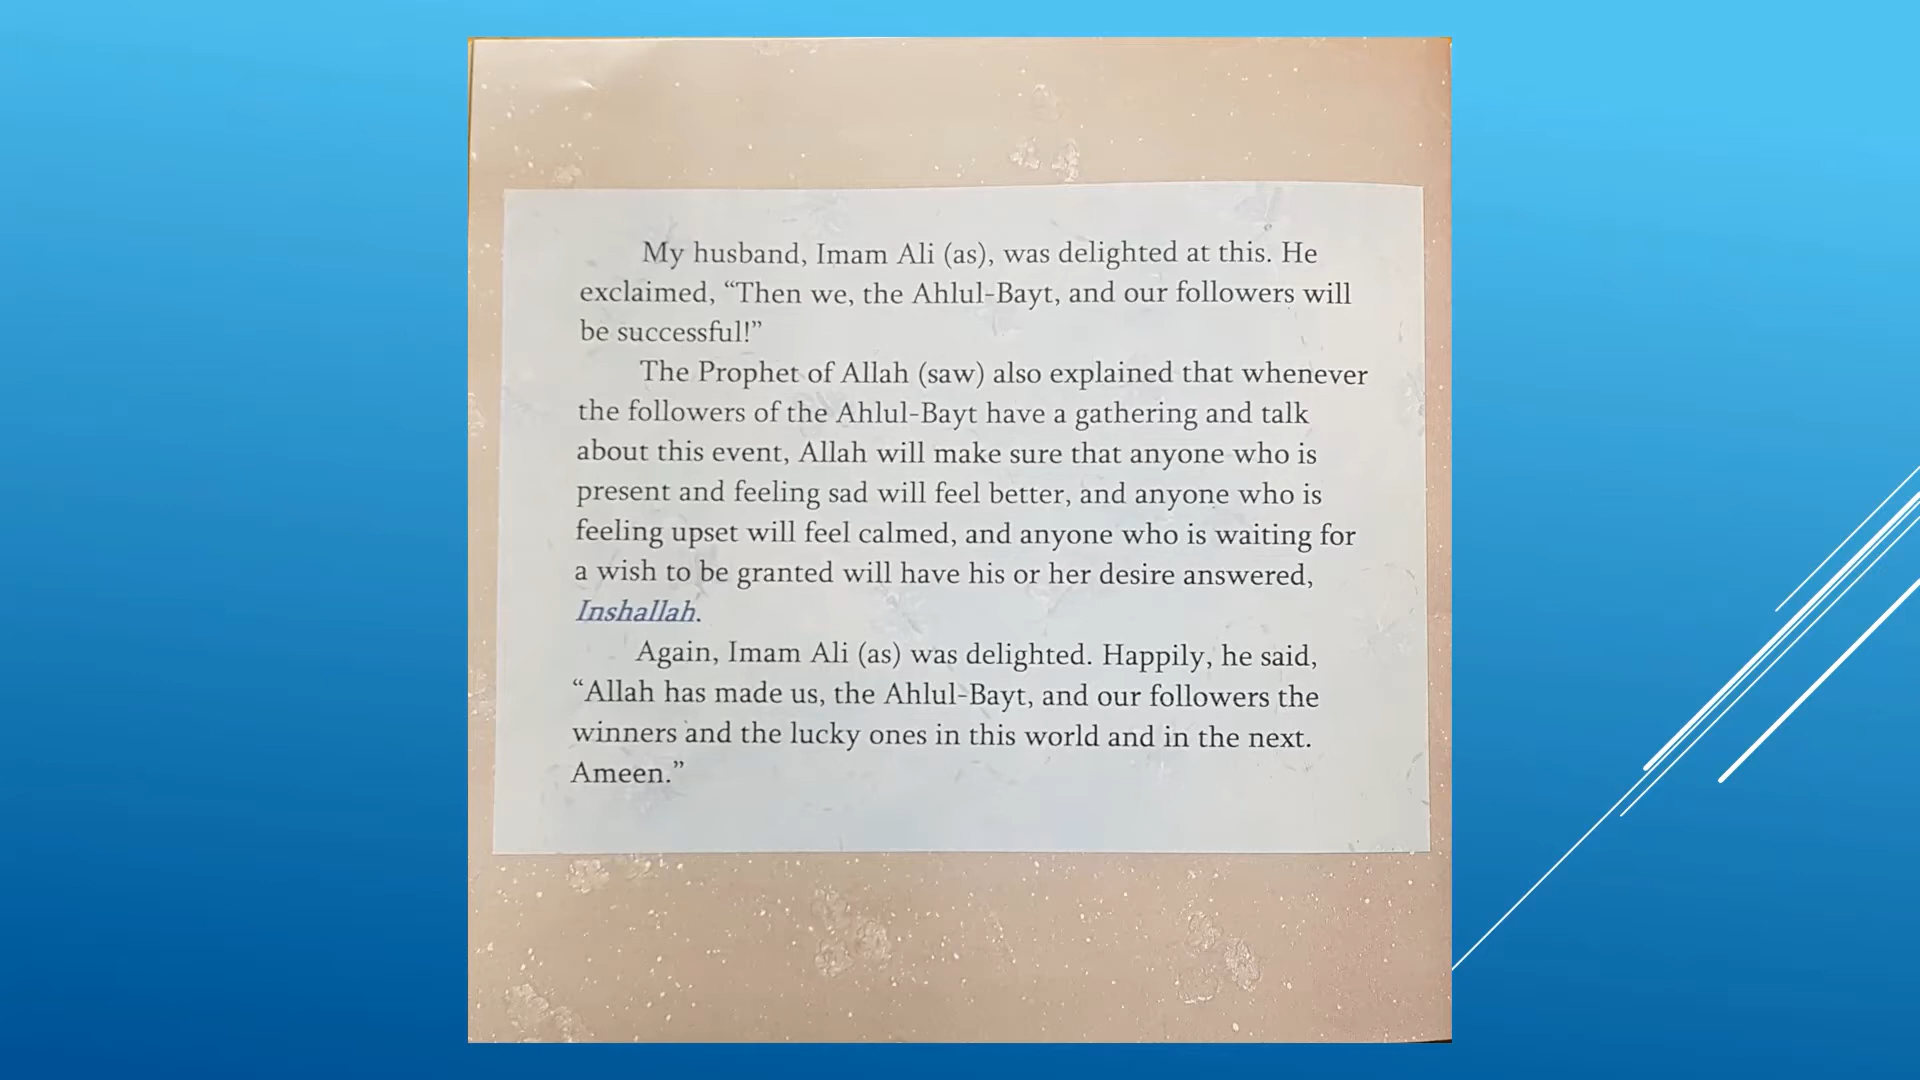 My husband, Imam Ali (as), was delighted at this. He
exclaimed, “Then we, the Ahlul-Bayt, and our followers will
be successful!”
The Prophet of Allah (saw) also explained that whenever
the followers of the Ahlul-Bayt have a gathering and talk
about this event, Allah will make sure that anyone who is
present and feeling sad will feel better, and anyone who is
feeling upset will feel calmed, and anyone who is waiting for
a wish to be granted will have his or her desire answered,
Inshallah.
Again, Imam Ali (as) was delighted. Happily, he said,
“Allah has made us, the Ahlul-Bayt, and our followers the
winners and the lucky ones in this world and in the next.
Ameen.”